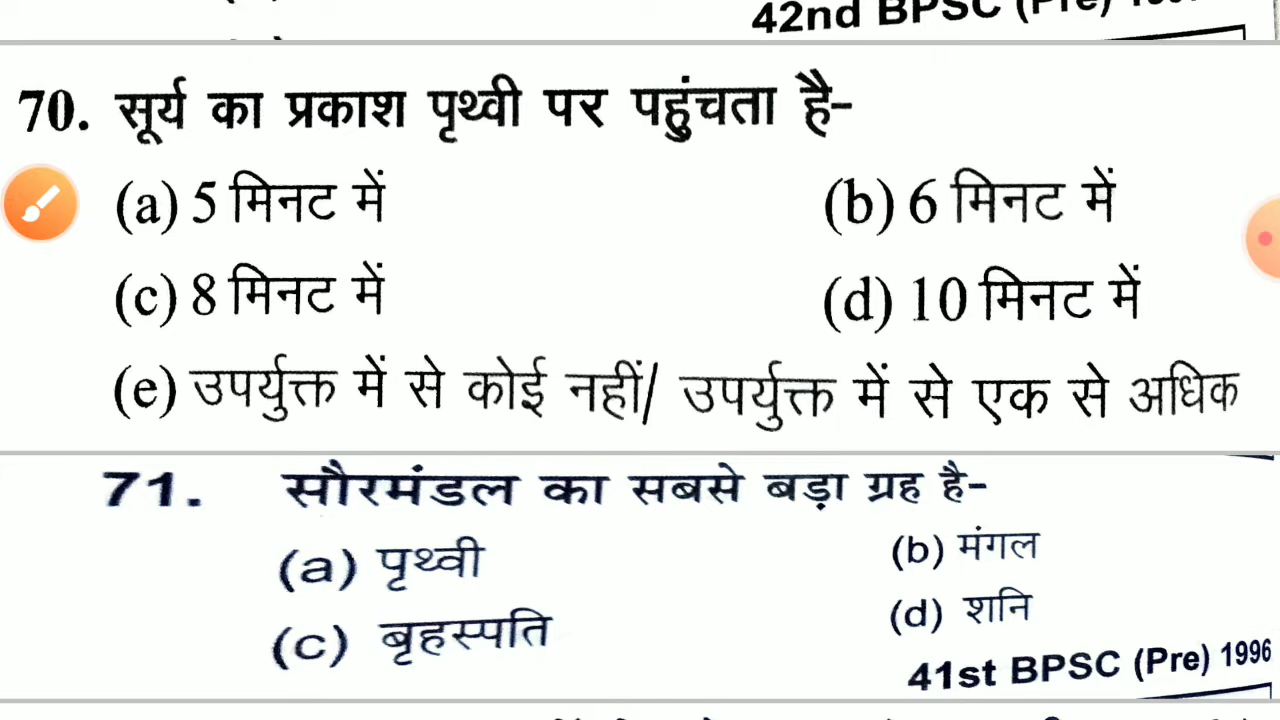 42nd BPSC (Pre)
70. सूर्य का प्रकाश पृथ्वी पर पहुंचता है-
(a) 5 मिनट में (b) 6 मिनट में
(c) 8 मिनट में (d) 10 मिनट में
(e) उपर्युक्त में से कोई नहीं/ उपर्युक्त में से एक से अधिक
71. सौरमंडल का सबसे बड़ा ग्रह है-
(a) पृथ्वी (b) मंगल
(c) बृहस्पति (d) शनि
41st BPSC (Pre) 1996